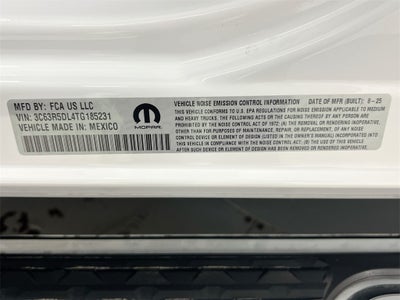 MFD BY: FCA US LLC
VIN: 3C63R5DL4TG185231
VEHICLE MADE IN: MEXICO
MOPAR
VEHICLE NOISE EMISSION CONTROL INFORMATION DATE OF MFR (BUILT): 8-25
THIS VEHICLE CONFORMS TO U.S. EPA REGULATIONS FOR NOISE EMISSION APPLICABLE TO MEDIUM
AND HEAVY TRUCKS. THE FOLLOWING ACTS OR THE CAUSING THEREOF BY ANY PERSON ARE
PROHIBITED BY THE NOISE CONTROL ACT OF 1972: (A) THE REMOVAL OR RENDERING INOPERATIVE,
OTHER THAN FOR PURPOSES OF MAINTENANCE, REPAIR, OR REPLACEMENT, OF ANY NOISE CONTROL
DEVICE OR ELEMENT OF DESIGN (LISTED IN THE OWNER'S MANUAL) INCORPORATED INTO
THIS VEHICLE IN COMPLIANCE WITH THE NOISE CONTROL ACT; (B) THE USE OF THIS VEHICLE
AFTER SUCH DEVICE OR ELEMENT OF DESIGN HAS BEEN REMOVED OR RENDERED INOPERATIVE.